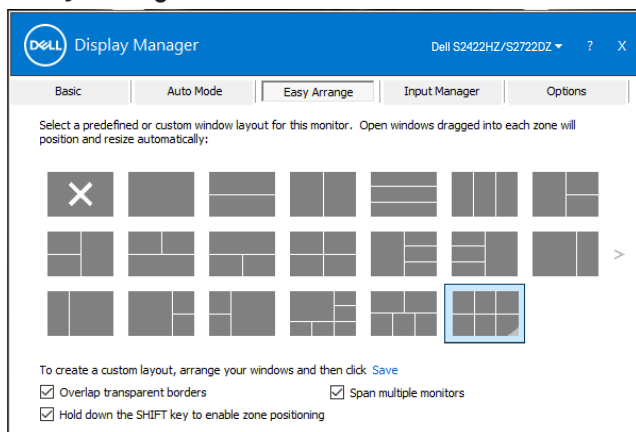 DELL Display Manager Dell S2422HZ/S2722DZ ? X
Basic Auto Mode Easy Arrange Input Manager Options
Select a predefined or custom window layout for this monitor. Open windows dragged into each zone will
position and resize automatically:
>
To create a custom layout, arrange your windows and then click Save
Overlap transparent borders Span multiple monitors
Hold down the SHIFT key to enable zone positioning